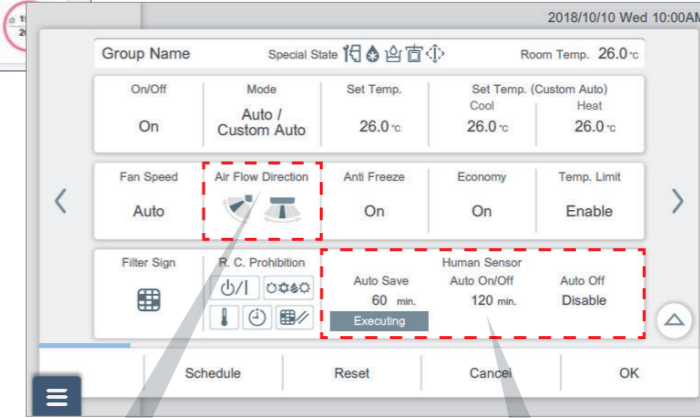 2018/10/10 Wed 10:00AM
Group Name
Special State
Room Temp. 26.0 °C
On/Off
Mode
Set Temp.
Set Temp. (Custom Auto)
Cool
Heat
On
Auto /
Custom Auto
26.0 °C
26.0 °C
26.0 °C
Fan Speed
Air Flow Direction
Anti Freeze
Economy
Temp. Limit
Auto
On
On
Enable
Filter Sign
R. C. Prohibition
Human Sensor
Auto Save
Auto On/Off
Auto Off
60 min.
120 min.
Disable
Executing
Schedule
Reset
Cancel
OK